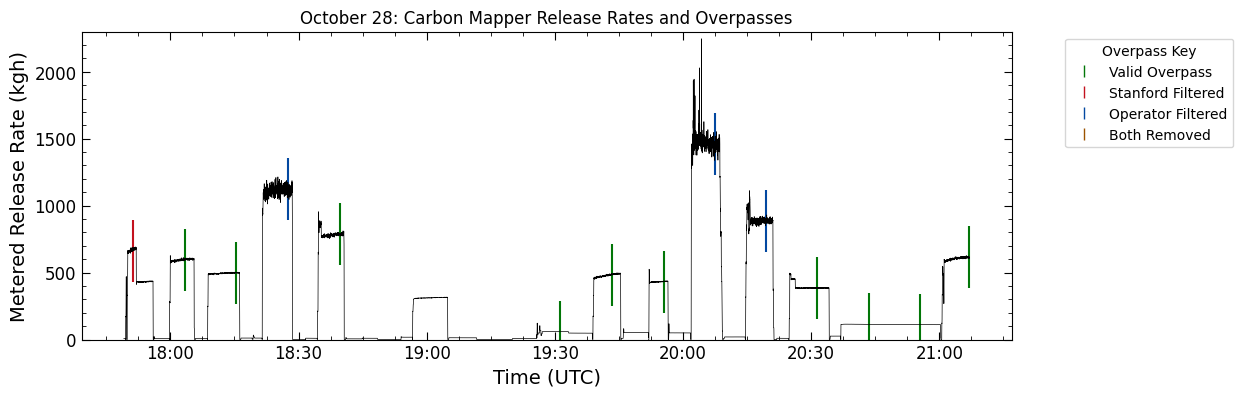 October 28: Carbon Mapper Release Rates and Overpasses
Metered Release Rate (kgh)
2000
1500
1000
500
0
18:00 18:30 19:00 19:30 20:00 20:30 21:00
Time (UTC)
Overpass Key
Valid Overpass
Stanford Filtered
Operator Filtered
Both Removed